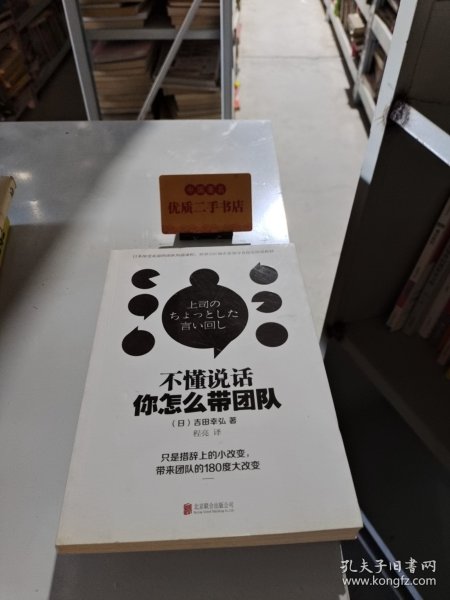 优质二手书店
上司の
ちょっとした
言い回し
不懂说话
你怎么带团队
（日）吉田幸弘 著
程亮 译
只是措辞上的小改变，
带来团队的180度大改变
北京联合出版公司
孔夫子旧书网
www.kongfz.com